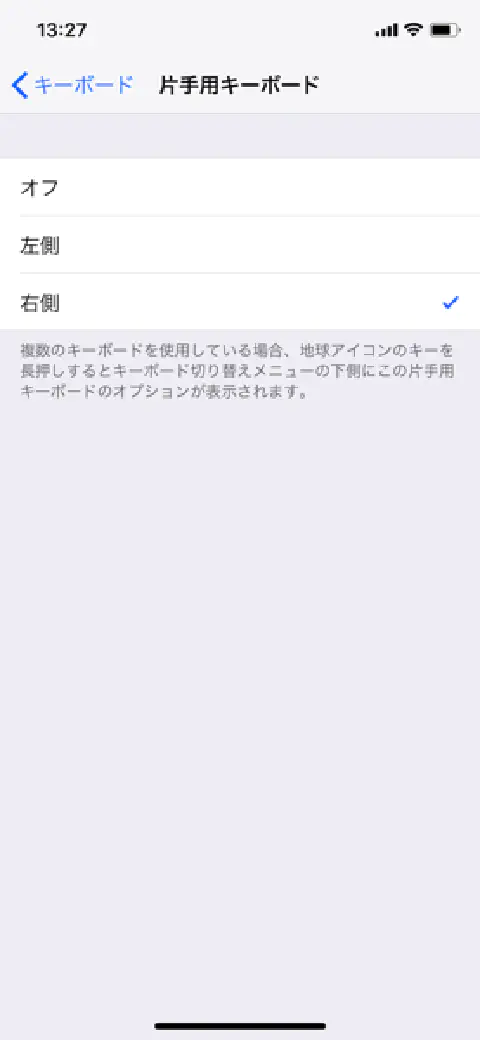 13:27
キーボード 片手用キーボード
オフ
左側
右側
複数のキーボードを使用している場合、地球アイコンのキーを
長押しするとキーボード切り替えメニューの下側にこの片手用
キーボードのオプションが表示されます。